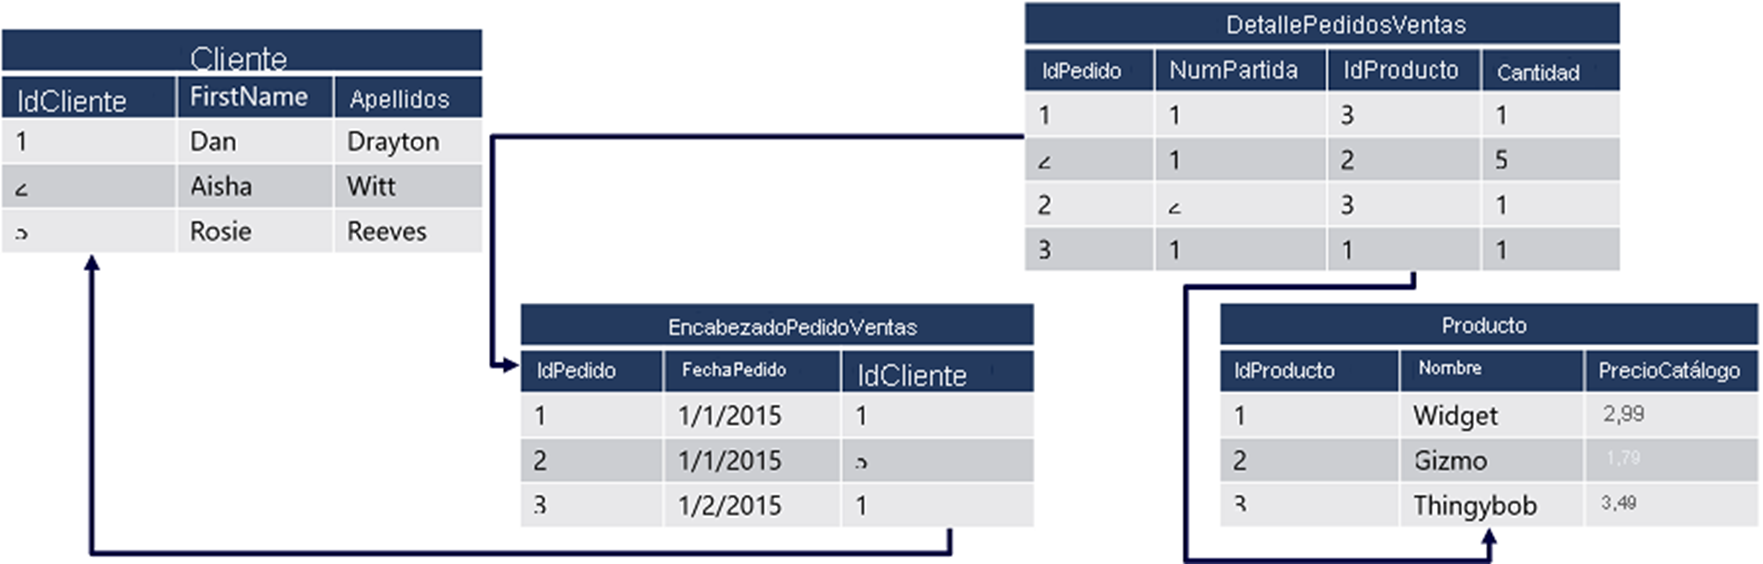 Cliente
IdCliente FirstName Apellidos
1 Dan Drayton
Aisha Witt
Rosie Reeves
DetallePedidosVentas
IdPedido NumPartida IdProducto Cantidad
1 1 3 1
1 2 5
2 3 1
3 1 1 1
EncabezadoPedidoVentas
IdPedido FechaPedido IdCliente
1 1/1/2015 1
2 1/1/2015
3 1/2/2015 1
Producto
IdProducto Nombre PrecioCatálogo
1 Widget 2,99
2 Gizmo 1,79
3 Thingybob 3,49